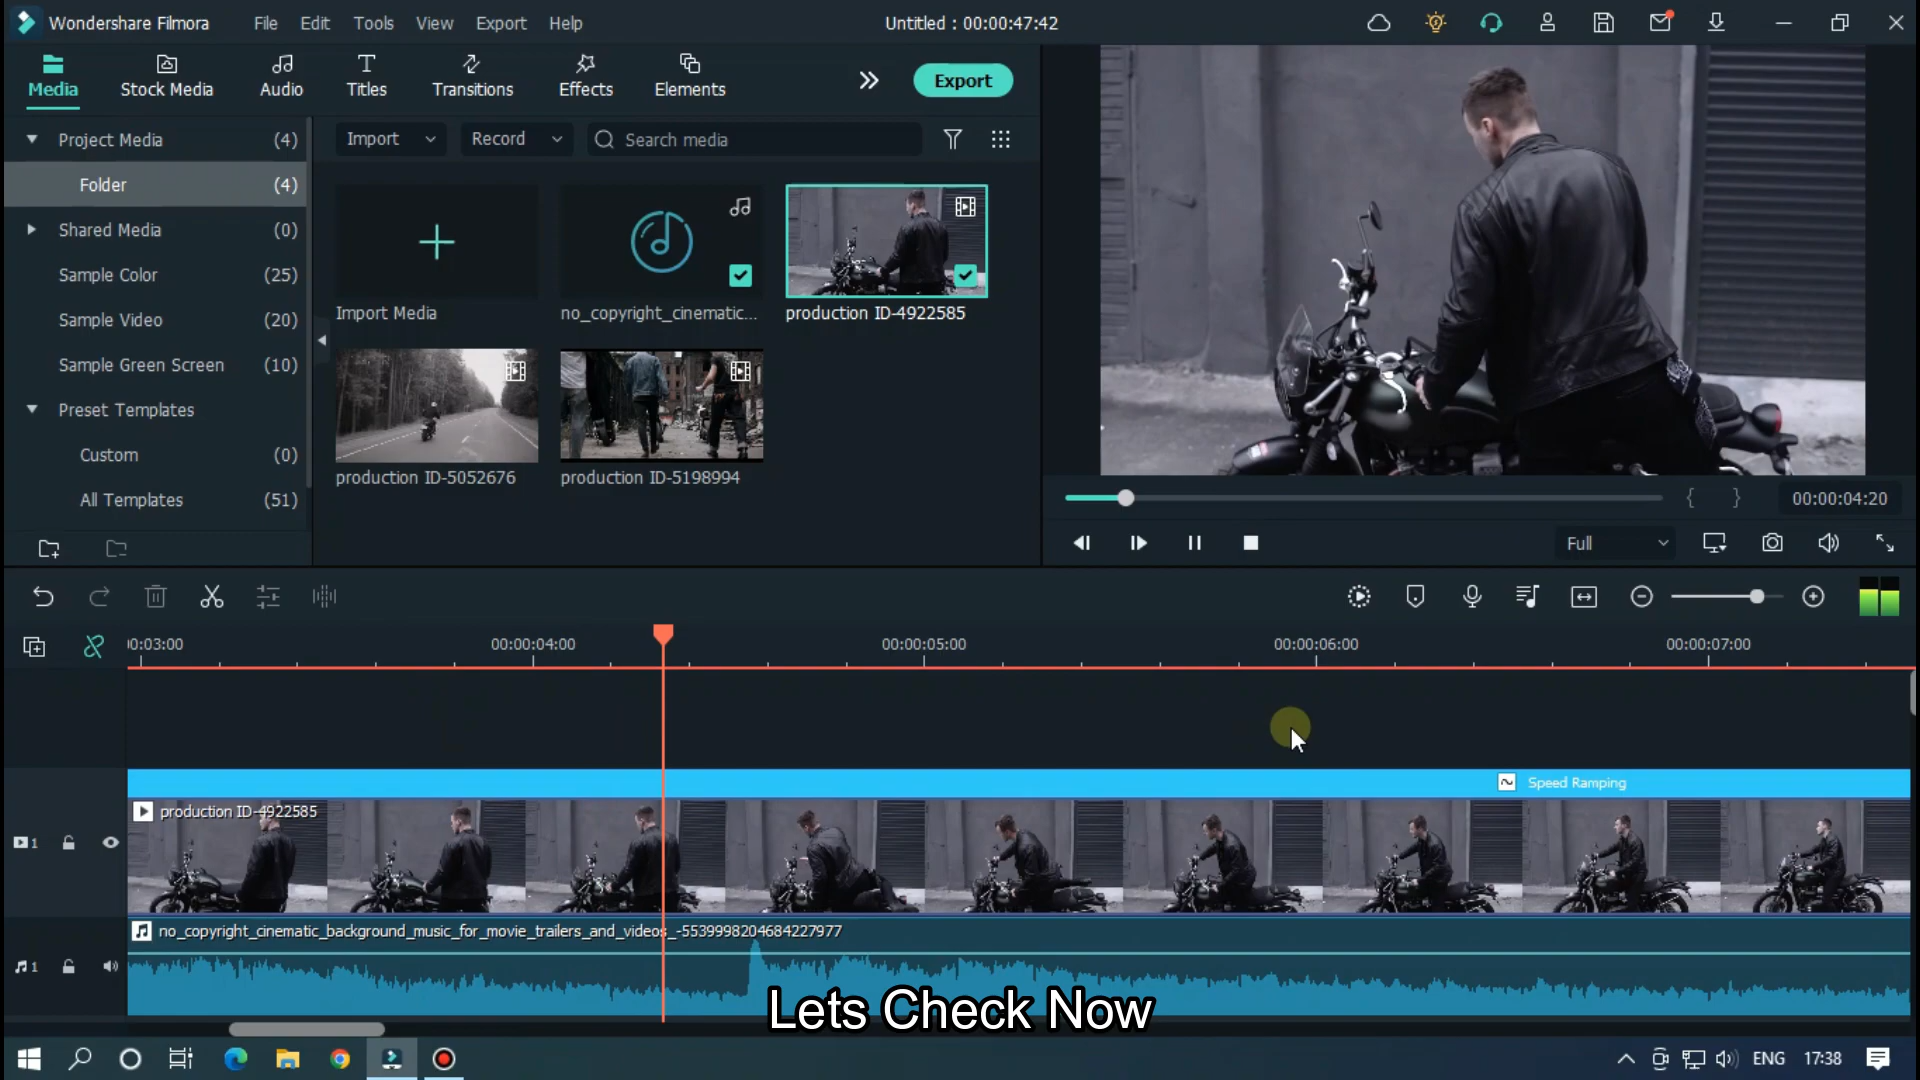 Wondershare Filmora
File Edit Tools View Export Help
Untitled : 00:00:47:42
Media
Stock Media
Audio
Titles
Transitions
Effects
Elements
Export
Project Media (4)
Folder (4)
Shared Media (0)
Sample Color (25)
Sample Video (20)
Sample Green Screen (10)
Preset Templates
Custom (0)
All Templates (51)
Import
Record
Search media
Import Media
no_copyright_cinematic...
production ID-4922585
production ID-5052676
production ID-5198994
{ }
00:00:04:20
Full
0:03:00
00:00:04:00
00:00:05:00
00:00:06:00
00:00:07:00
Speed Ramping
production ID-4922585
1
no_copyright_cinematic_background_music_for_movie_trailers_and_videos_-5539998204684227977
1
Lets Check Now
ENG
17:38